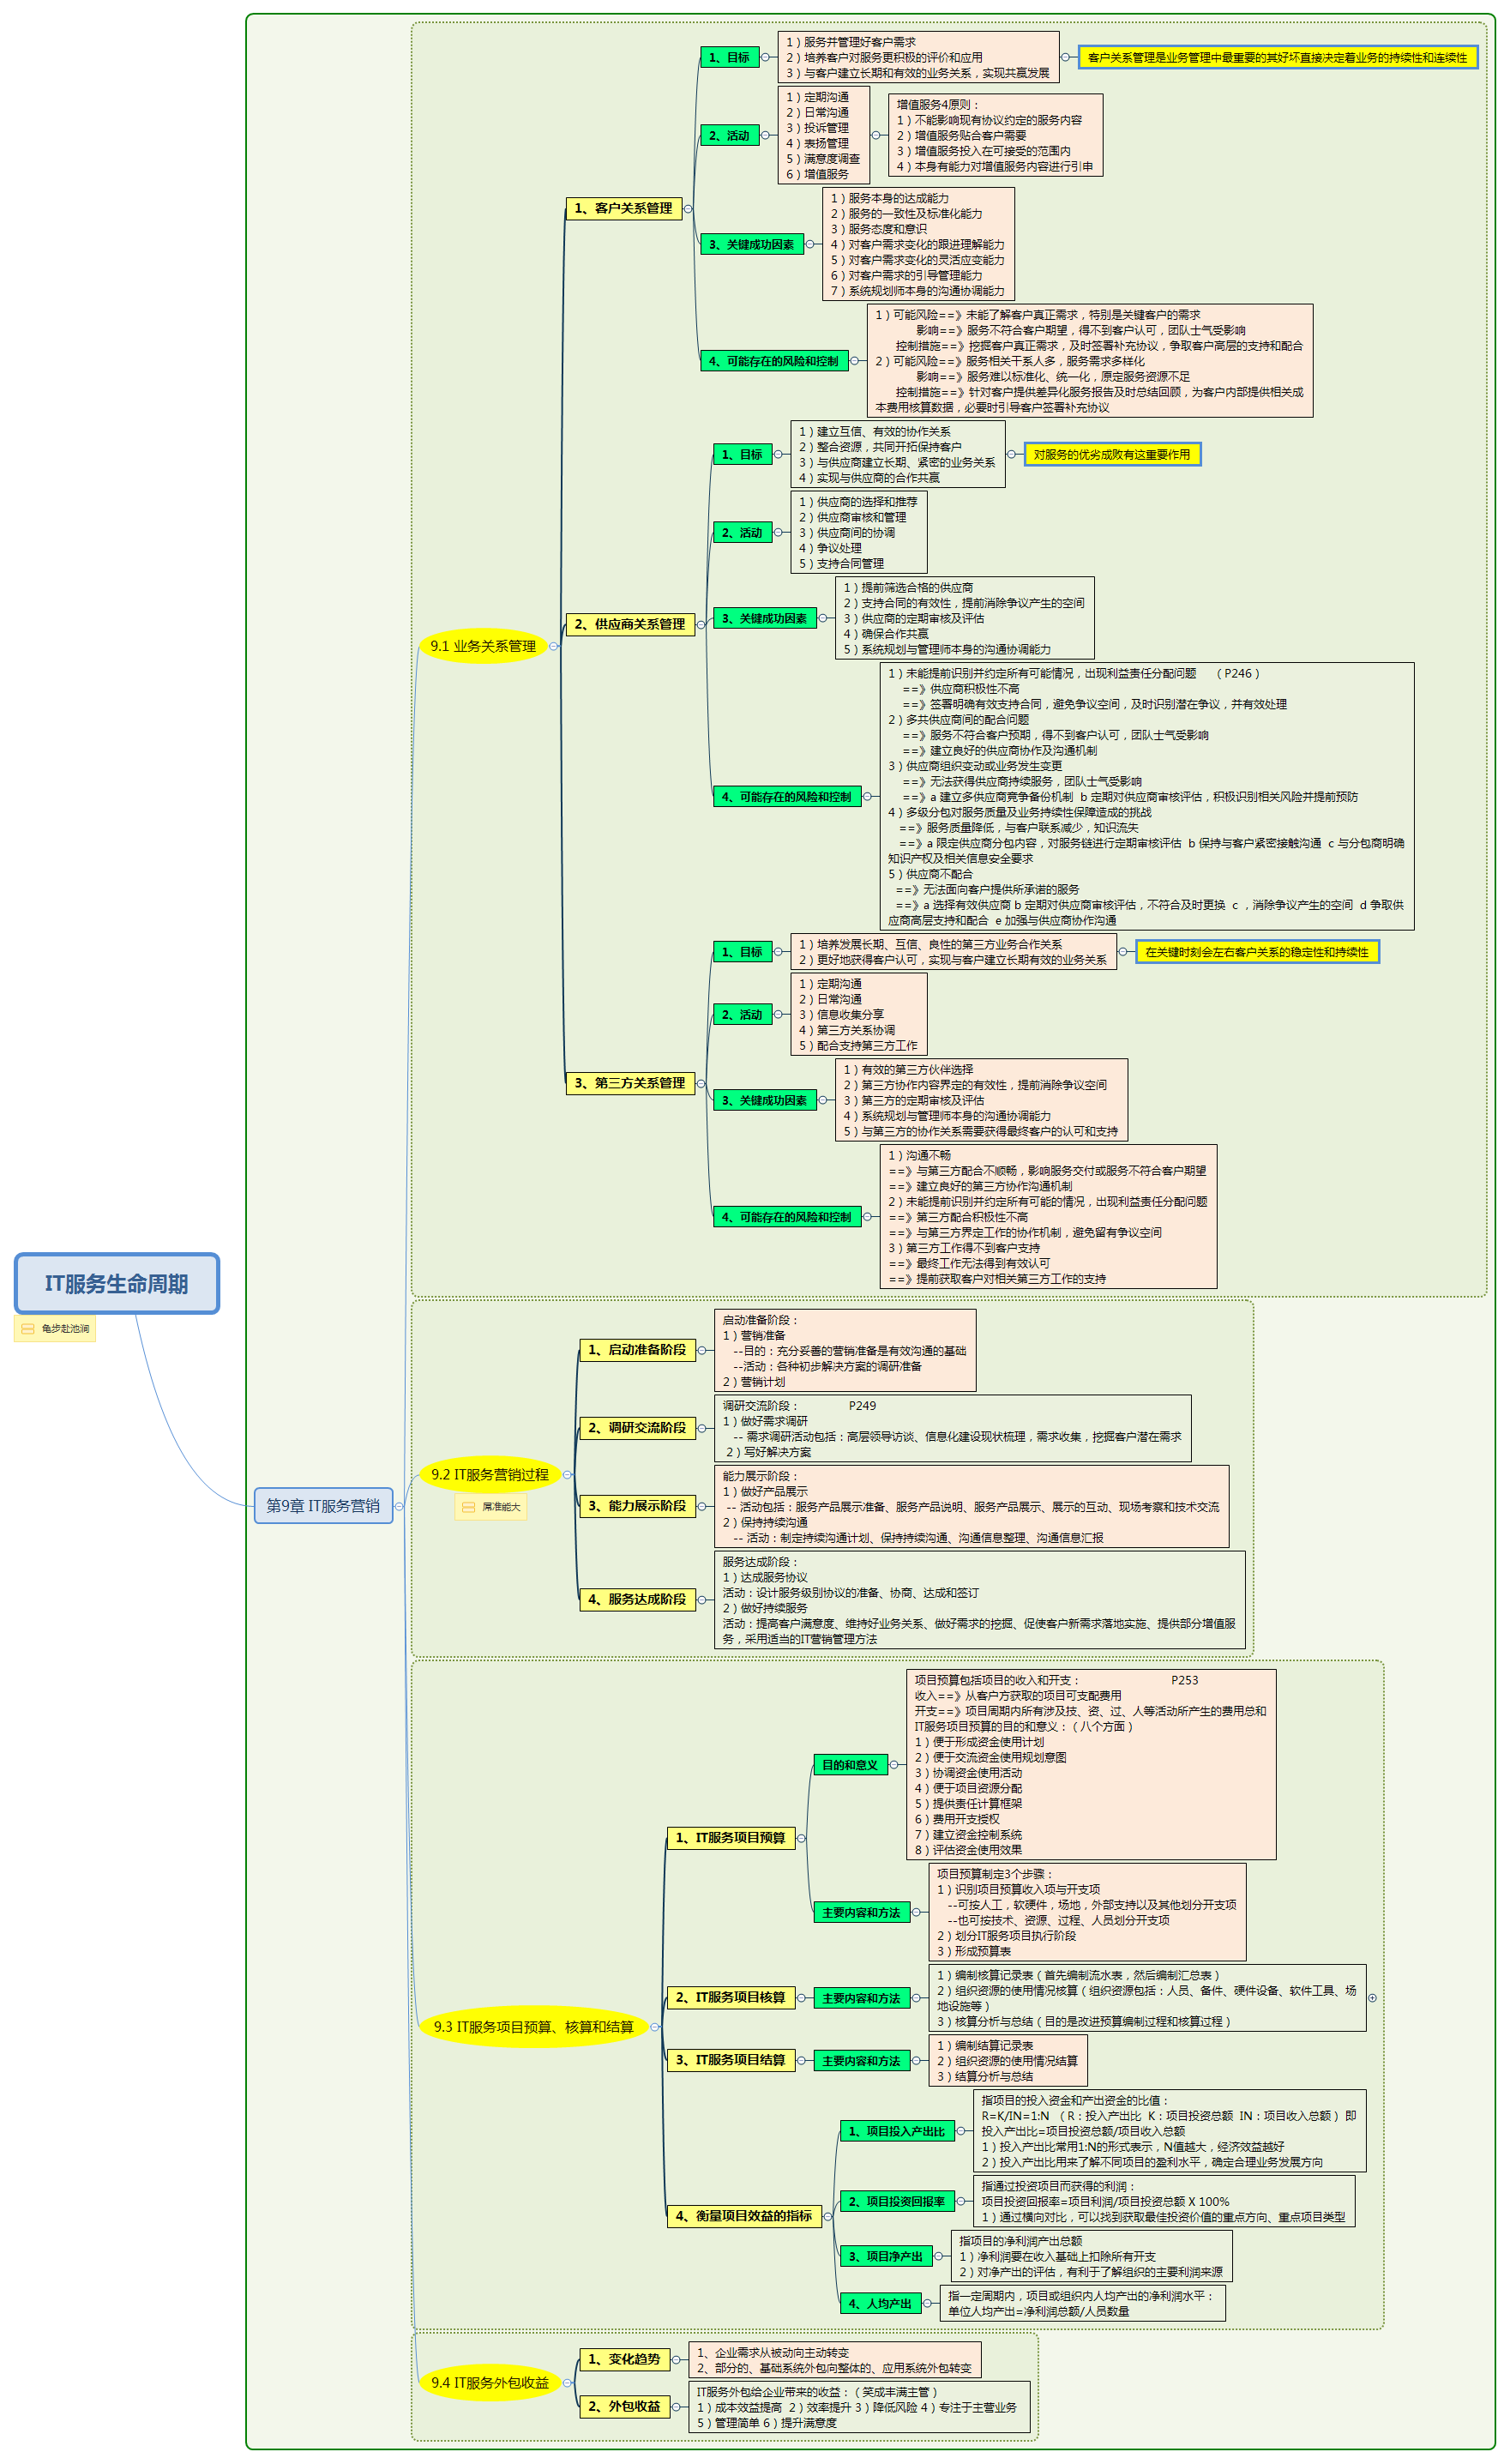 IT服务生命周期
龟步赴池涧
第9章 IT服务营销
9.1 业务关系管理
1、客户关系管理
1、目标
1）服务并管理好客户需求
2）培养客户对服务更积极的评价和应用
3）与客户建立长期和有效的业务关系，实现共赢发展
客户关系管理是业务管理中最重要的其好坏直接决定着业务的持续性和连续性
2、活动
1）定期沟通
2）日常沟通
3）投诉管理
4）表扬管理
5）满意度调查
6）增值服务
增值服务4原则：
1）不能影响现有协议约定的服务内容
2）增值服务贴合客户需要
3）增值服务投入在可接受的范围内
4）本身有能力对增值服务内容进行引申
3、关键成功因素
1）服务本身的达成能力
2）服务的一致性及标准化能力
3）服务态度和意识
4）对客户需求变化的跟进理解能力
5）对客户需求变化的灵活应变能力
6）对客户需求的引导管理能力
7）系统规划师本身的沟通协调能力
4、可能存在的风险和控制
1）可能风险==》未能了解客户真正需求，特别是关键客户的需求
影响==》服务不符合客户期望，得不到客户认可，团队士气受影响
控制措施==》挖掘客户真正需求，及时签署补充协议，争取客户高层的支持和配合
2）可能风险==》服务相关干系人多，服务需求多样化
影响==》服务难以标准化、统一化，原定服务资源不足
控制措施==》针对客户提供差异化服务报告及时总结回顾，为客户内部提供相关成
本费用核算数据，必要时引导客户签署补充协议
2、供应商关系管理
1、目标
1）建立互信、有效的协作关系
2）整合资源，共同开拓保持客户
3）与供应商建立长期、紧密的业务关系
4）实现与供应商的合作共赢
对服务的优劣成败有这重要作用
2、活动
1）供应商的选择和推荐
2）供应商审核和管理
3）供应商间的协调
4）争议处理
5）支持合同管理
3、关键成功因素
1）提前筛选合格的供应商
2）支持合同的有效性，提前消除争议产生的空间
3）供应商的定期审核及评估
4）确保合作共赢
5）系统规划与管理师本身的沟通协调能力
4、可能存在的风险和控制
1）未能提前识别并约定所有可能情况，出现利益责任分配问题 （P246）
==》供应商积极性不高
==》签署明确有效支持合同，避免争议空间，及时识别潜在争议，并有效处理
2）多共供应商间的配合问题
==》服务不符合客户预期，得不到客户认可，团队士气受影响
==》建立良好的供应商协作及沟通机制
3）供应商组织变动或业务发生变更
==》无法获得供应商持续服务，团队士气受影响
==》a 建立多供应商竞争备份机制 b 定期对供应商审核评估，积极识别相关风险并提前预防
4）多级分包对服务质量及业务持续性保障造成的挑战
==》服务质量降低，与客户联系减少，知识流失
==》a 限定供应商分包内容，对服务链进行定期审核评估 b 保持与客户紧密接触沟通 c 与分包商明确
知识产权及相关信息安全要求
5）供应商不配合
==》无法面向客户提供所承诺的服务
==》a 选择有效供应商 b 定期对供应商审核评估，不符合及时更换 c ，消除争议产生的空间 d 争取供
应商高层支持和配合 e 加强与供应商协作沟通
3、第三方关系管理
1、目标
1）培养发展长期、互信、良性的第三方业务合作关系
2）更好地获得客户认可，实现与客户建立长期有效的业务关系
在关键时刻会左右客户关系的稳定性和持续性
2、活动
1）定期沟通
2）日常沟通
3）信息收集分享
4）第三方关系协调
5）配合支持第三方工作
3、关键成功因素
1）有效的第三方伙伴选择
2）第三方协作内容界定的有效性，提前消除争议空间
3）第三方的定期审核及评估
4）系统规划与管理师本身的沟通协调能力
5）与第三方的协作关系需要获得最终客户的认可和支持
4、可能存在的风险和控制
1）沟通不畅
==》与第三方配合不顺畅，影响服务交付或服务不符合客户期望
==》建立良好的第三方协作沟通机制
2）未能提前识别并约定所有可能的情况，出现利益责任分配问题
==》第三方配合积极性不高
==》与第三方界定工作的协作机制，避免留有争议空间
3）第三方工作得不到客户支持
==》最终工作无法得到有效认可
==》提前获取客户对相关第三方工作的支持
9.2 IT服务营销过程
屌准能大
1、启动准备阶段
启动准备阶段：
1）营销准备
--目的：充分妥善的营销准备是有效沟通的基础
--活动：各种初步解决方案的调研准备
2）营销计划
2、调研交流阶段
调研交流阶段： P249
1）做好需求调研
-- 需求调研活动包括：高层领导访谈、信息化建设现状梳理，需求收集，挖掘客户潜在需求
2）写好解决方案
3、能力展示阶段
能力展示阶段：
1）做好产品展示
-- 活动包括：服务产品展示准备、服务产品说明、服务产品展示、展示的互动、现场考察和技术交流
2）保持持续沟通
-- 活动：制定持续沟通计划、保持持续沟通、沟通信息整理、沟通信息汇报
4、服务达成阶段
服务达成阶段：
1）达成服务协议
活动：设计服务级别协议的准备、协商、达成和签订
2）做好持续服务
活动：提高客户满意度、维持好业务关系、做好需求的挖掘、促使客户新需求落地实施、提供部分增值服
务，采用适当的IT营销管理方法
9.3 IT服务项目预算、核算和结算
1、IT服务项目预算
目的和意义
项目预算包括项目的收入和开支： P253
收入==》从客户方获取的项目可支配费用
开支==》项目周期内所有涉及技、资、过、人等活动所产生的费用总和
IT服务项目预算的目的和意义：（八个方面）
1）便于形成资金使用计划
2）便于交流资金使用规划意图
3）协调资金使用活动
4）便于项目资源分配
5）提供责任计算框架
6）费用开支授权
7）建立资金控制系统
8）评估资金使用效果
主要内容和方法
项目预算制定3个步骤：
1）识别项目预算收入项与开支项
--可按人工，软硬件，场地，外部支持以及其他划分开支项
--也可按技术、资源、过程、人员划分开支项
2）划分IT服务项目执行阶段
3）形成预算表
2、IT服务项目核算
主要内容和方法
1）编制核算记录表（首先编制流水表，然后编制汇总表）
2）组织资源的使用情况核算（组织资源包括：人员、备件、硬件设备、软件工具、场
地设施等）
3）核算分析与总结（目的是改进预算编制过程和核算过程）
3、IT服务项目结算
主要内容和方法
1）编制结算记录表
2）组织资源的使用情况结算
3）结算分析与总结
4、衡量项目效益的指标
1、项目投入产出比
指项目的投入资金和产出资金的比值：
R=K/IN=1:N （R：投入产出比 K：项目投资总额 IN：项目收入总额） 即
投入产出比=项目投资总额/项目收入总额
1）投入产出比常用1:N的形式表示，N值越大，经济效益越好
2）投入产出比用来了解不同项目的盈利水平，确定合理业务发展方向
2、项目投资回报率
指通过投资项目而获得的利润：
项目投资回报率=项目利润/项目投资总额 X 100%
1）通过横向对比，可以找到获取最佳投资价值的重点方向、重点项目类型
3、项目净产出
指项目的净利润产出总额
1）净利润要在收入基础上扣除所有开支
2）对净产出的评估，有利于了解组织的主要利润来源
4、人均产出
指一定周期内，项目或组织内人均产出的净利润水平：
单位人均产出=净利润总额/人员数量
9.4 IT服务外包收益
1、变化趋势
1、企业需求从被动向主动转变
2、部分的、基础系统外包向整体的、应用系统外包转变
2、外包收益
IT服务外包给企业带来的收益：（笑成丰满主管）
1）成本效益提高 2）效率提升 3）降低风险 4）专注于主营业务
5）管理简单 6）提升满意度